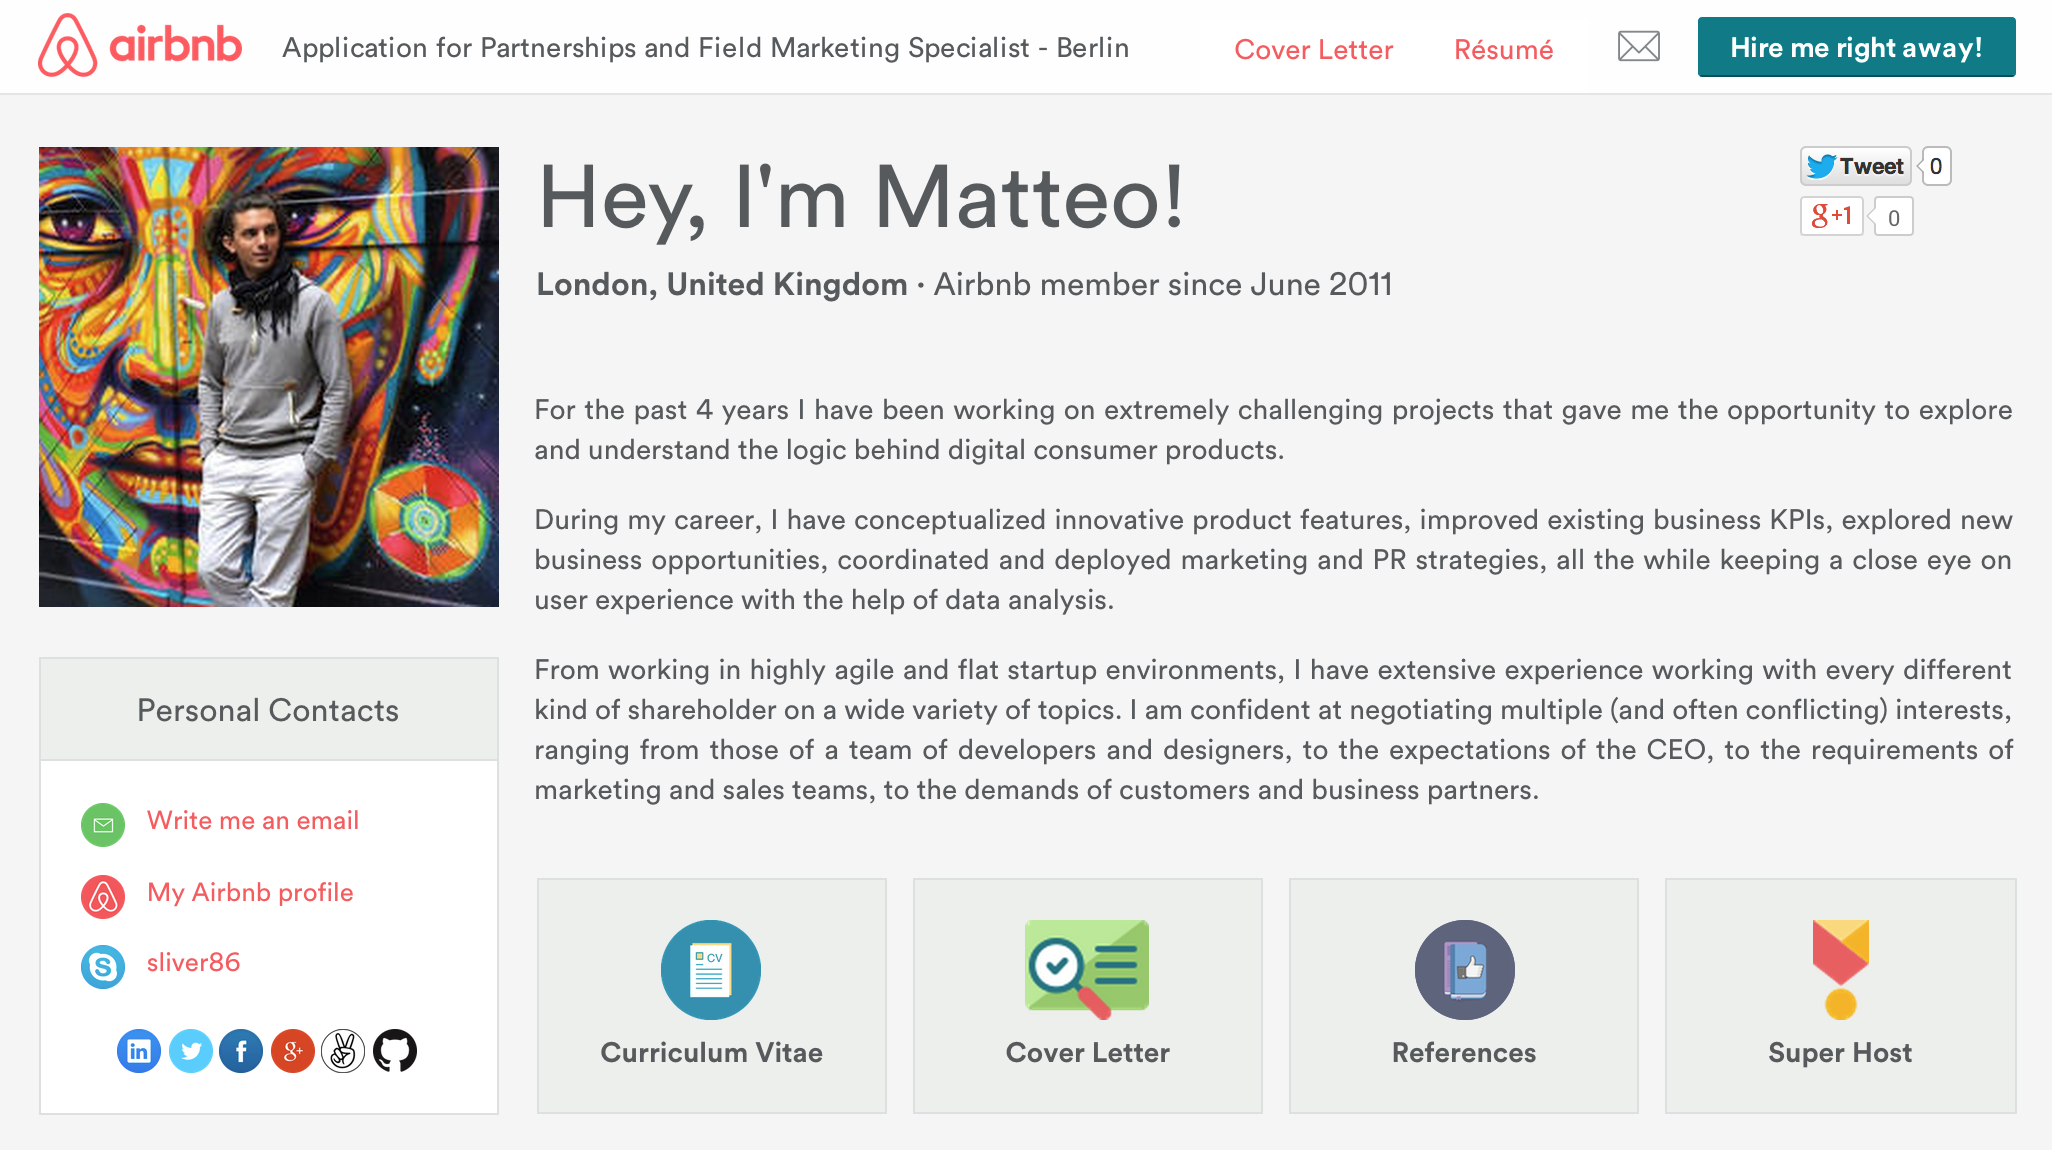 airbnb
Application for Partnerships and Field Marketing Specialist - Berlin
Cover Letter
Résumé
Hire me right away!
Hey, I'm Matteo!
Tweet
0
g+1
0
London, United Kingdom · Airbnb member since June 2011
For the past 4 years I have been working on extremely challenging projects that gave me the opportunity to explore
and understand the logic behind digital consumer products.
During my career, I have conceptualized innovative product features, improved existing business KPIs, explored new
business opportunities, coordinated and deployed marketing and PR strategies, all the while keeping a close eye on
user experience with the help of data analysis.
From working in highly agile and flat startup environments, I have extensive experience working with every different
kind of shareholder on a wide variety of topics. I am confident at negotiating multiple (and often conflicting) interests,
ranging from those of a team of developers and designers, to the expectations of the CEO, to the requirements of
marketing and sales teams, to the demands of customers and business partners.
Personal Contacts
Write me an email
My Airbnb profile
S
sliver86
in
f
g+
CV
Curriculum Vitae
Cover Letter
References
Super Host